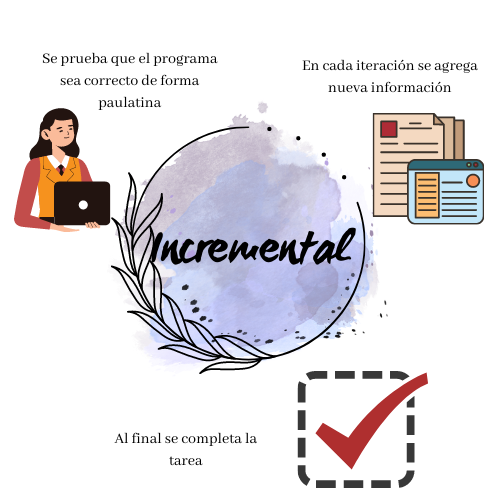 Se prueba que el programa
sea correcto de forma
paulatina
En cada iteración se agrega
nueva información
Incremental
Al final se completa la
tarea